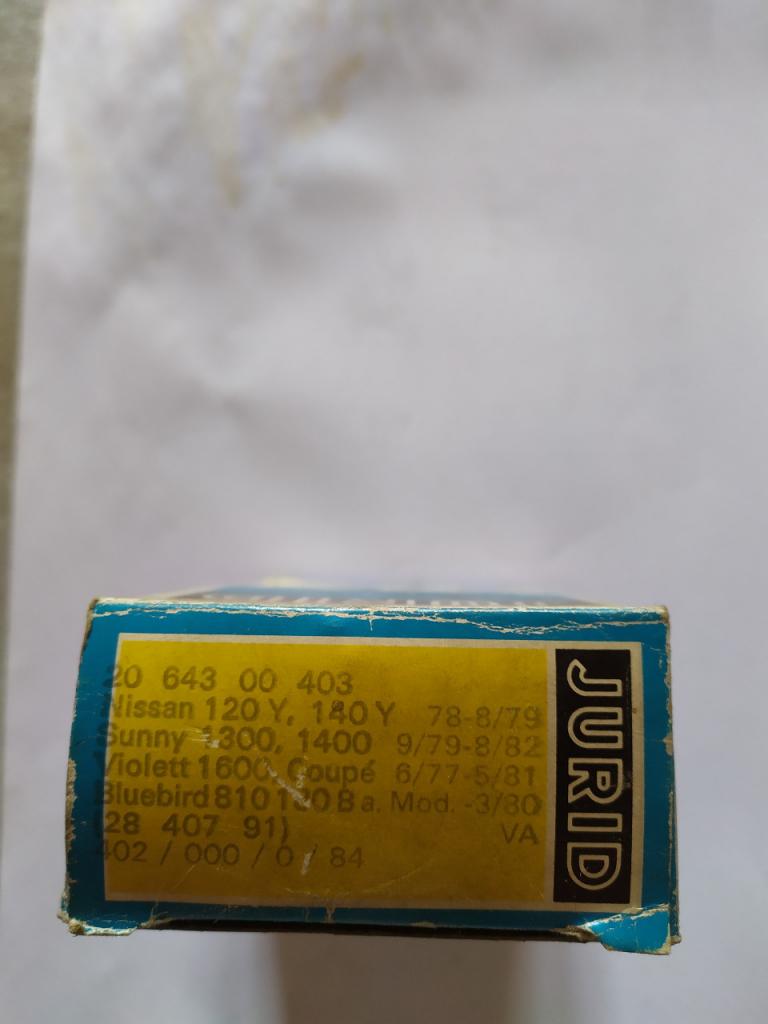 20 643 00 403
Nissan 120 Y, 140 Y 78-8/79
Sunny 1300, 1400 9/79-8/82
Violett 1600, Coupé 6/77-5/81
Bluebird 810 180 B a. Mod. -3/80
(28 407 91) VA
402 / 000 / 0 / 84
JURID